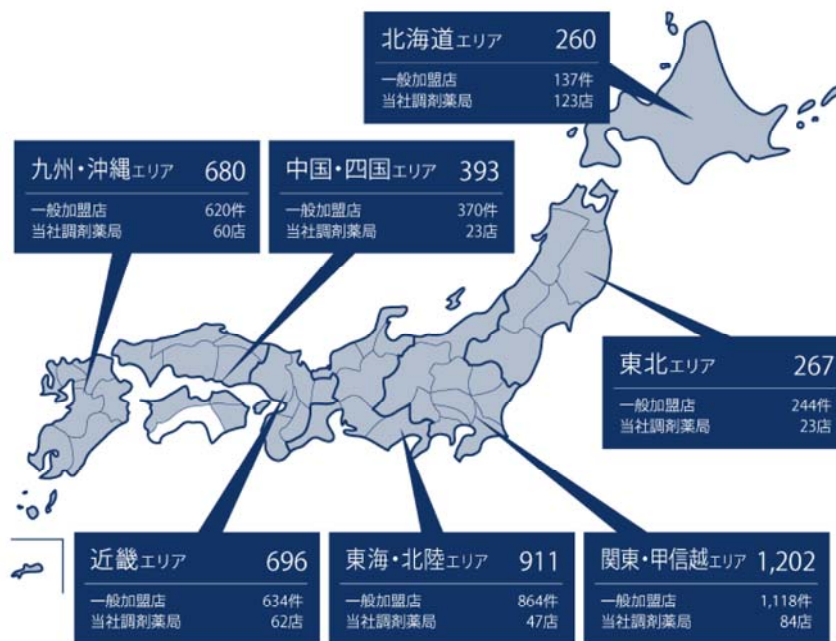 北海道エリア 260
一般加盟店 137件
当社調剤薬局 123店
九州・沖縄エリア 680
一般加盟店 620件
当社調剤薬局 60店
中国・四国エリア 393
一般加盟店 370件
当社調剤薬局 23店
東北エリア 267
一般加盟店 244件
当社調剤薬局 23店
近畿エリア 696
一般加盟店 634件
当社調剤薬局 62店
東海・北陸エリア 911
一般加盟店 864件
当社調剤薬局 47店
関東・甲信越エリア 1,202
一般加盟店 1,118件
当社調剤薬局 84店